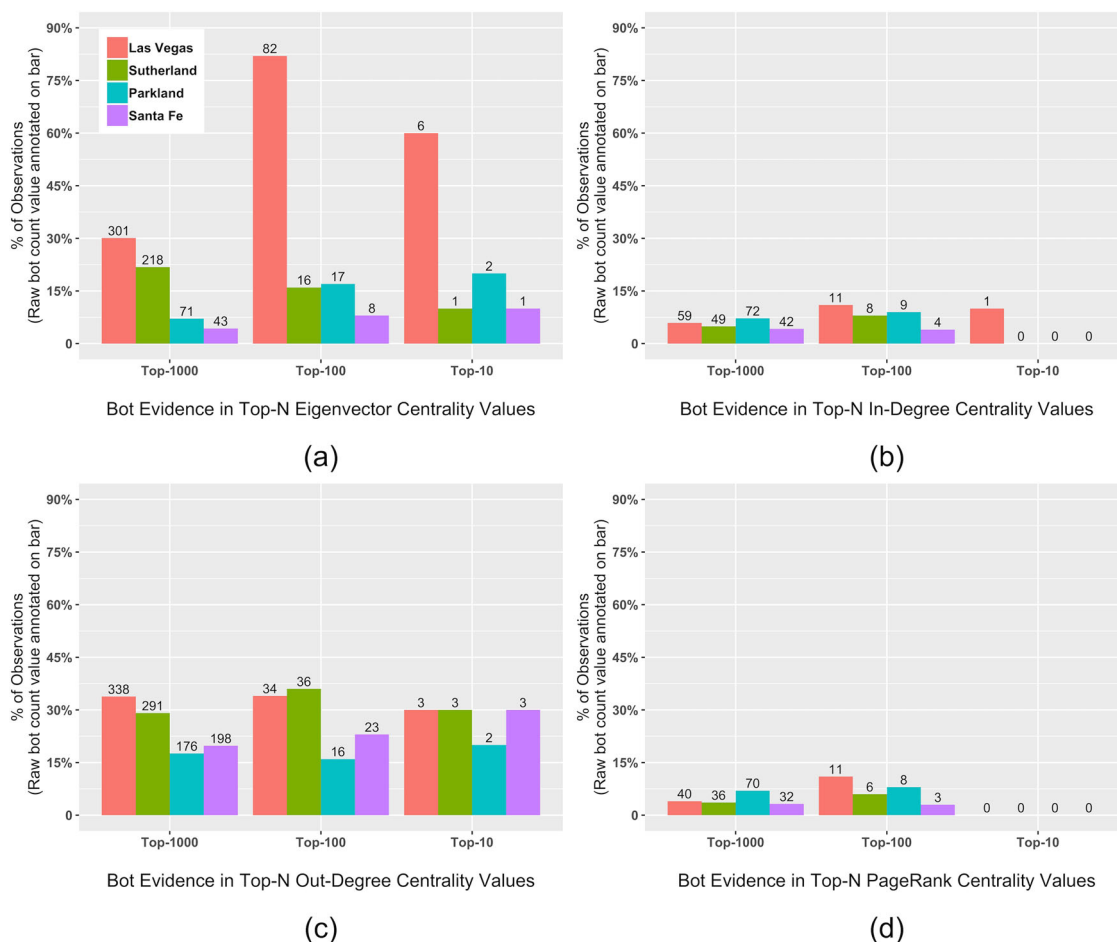 % of Observations
(Raw bot count value annotated on bar)
90%
75%
60%
45%
30%
15%
0
Las Vegas
Sutherland
Parkland
Santa Fe
301
218
71
43
82
16
17
8
6
1
2
1
Top-1000
Top-100
Top-10
Bot Evidence in Top-N Eigenvector Centrality Values
(a)
% of Observations
(Raw bot count value annotated on bar)
90%
75%
60%
45%
30%
15%
0
59
49
72
42
11
8
9
4
1
0
0
0
Top-1000
Top-100
Top-10
Bot Evidence in Top-N In-Degree Centrality Values
(b)
% of Observations
(Raw bot count value annotated on bar)
90%
75%
60%
45%
30%
15%
0
338
291
176
198
34
36
16
23
3
3
2
3
Top-1000
Top-100
Top-10
Bot Evidence in Top-N Out-Degree Centrality Values
(c)
% of Observations
(Raw bot count value annotated on bar)
90%
75%
60%
45%
30%
15%
0
40
36
70
32
11
6
8
3
0
0
0
0
Top-1000
Top-100
Top-10
Bot Evidence in Top-N PageRank Centrality Values
(d)